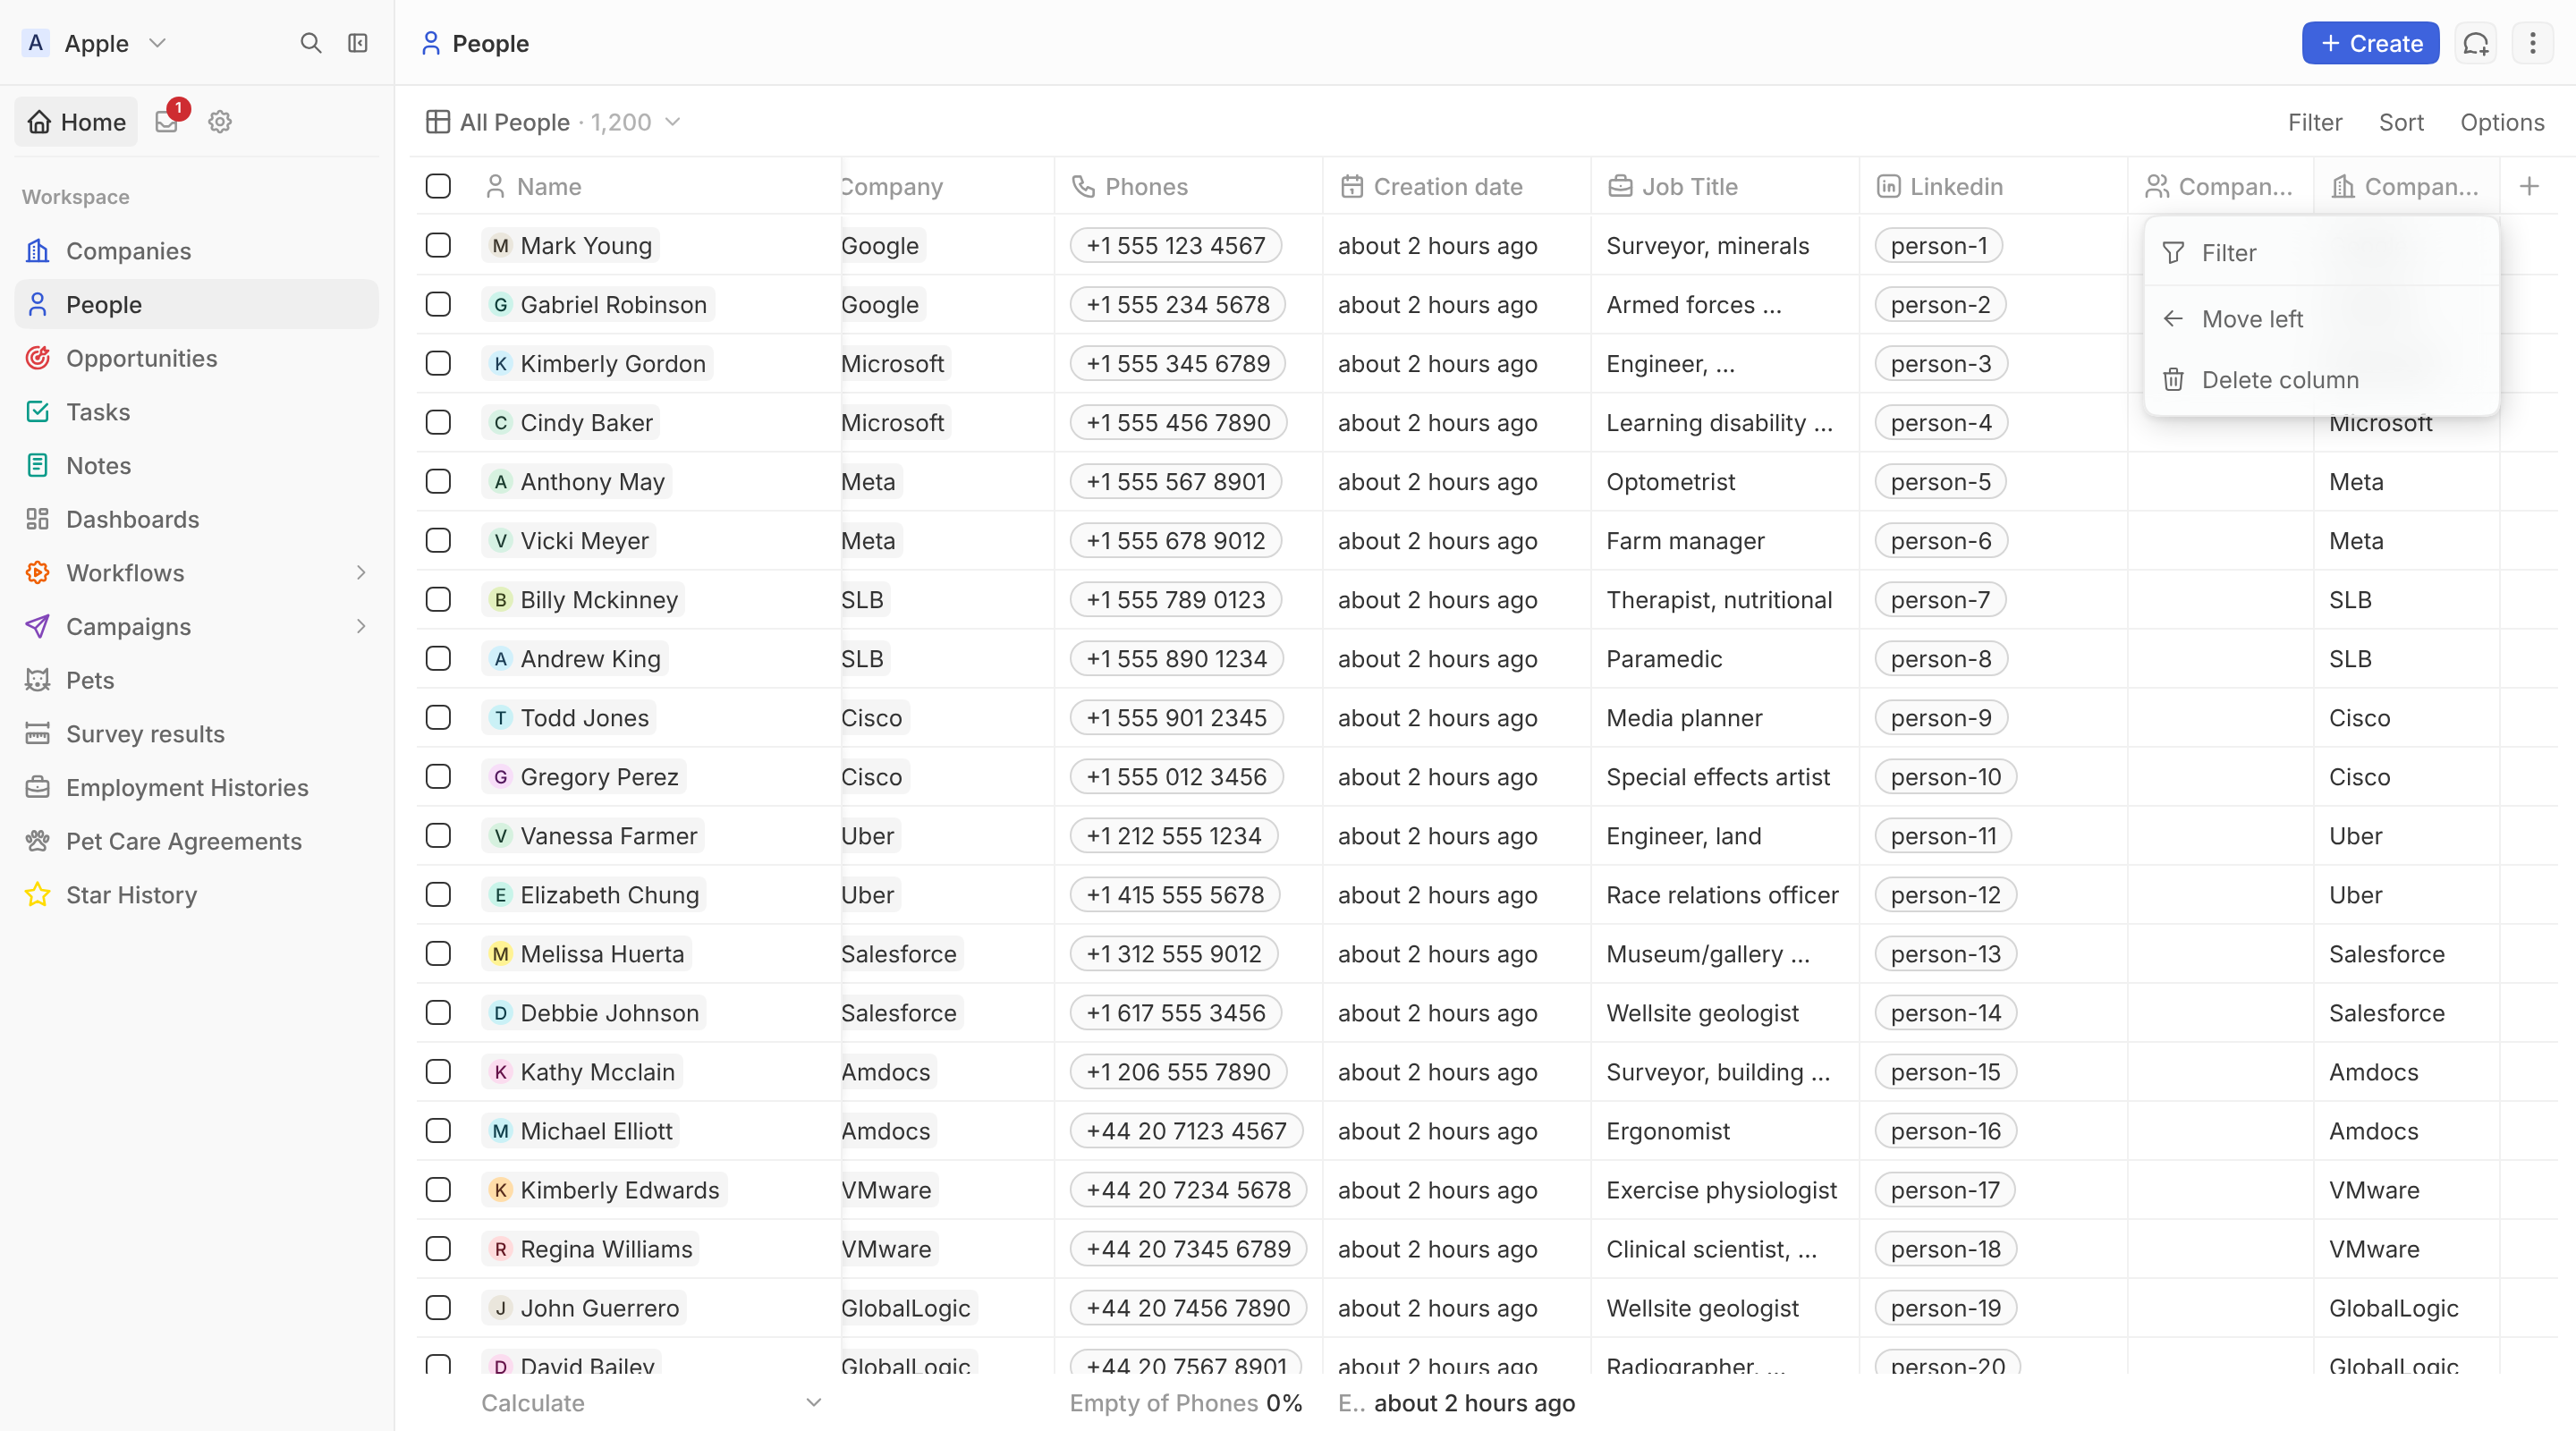 A Apple
People
+ Create
Home 1
All People · 1,200
Filter Sort Options
Workspace
Companies
People
Opportunities
Tasks
Notes
Dashboards
Workflows
Campaigns
Pets
Survey results
Employment Histories
Pet Care Agreements
Star History
Name Company Phones Creation date Job Title Linkedin Compan... Compan...
M Mark Young Google +1 555 123 4567 about 2 hours ago Surveyor, minerals person-1
G Gabriel Robinson Google +1 555 234 5678 about 2 hours ago Armed forces ... person-2
K Kimberly Gordon Microsoft +1 555 345 6789 about 2 hours ago Engineer, ... person-3
C Cindy Baker Microsoft +1 555 456 7890 about 2 hours ago Learning disability ... person-4 Microsoft
A Anthony May Meta +1 555 567 8901 about 2 hours ago Optometrist person-5 Meta
V Vicki Meyer Meta +1 555 678 9012 about 2 hours ago Farm manager person-6 Meta
B Billy Mckinney SLB +1 555 789 0123 about 2 hours ago Therapist, nutritional person-7 SLB
A Andrew King SLB +1 555 890 1234 about 2 hours ago Paramedic person-8 SLB
T Todd Jones Cisco +1 555 901 2345 about 2 hours ago Media planner person-9 Cisco
G Gregory Perez Cisco +1 555 012 3456 about 2 hours ago Special effects artist person-10 Cisco
V Vanessa Farmer Uber +1 212 555 1234 about 2 hours ago Engineer, land person-11 Uber
E Elizabeth Chung Uber +1 415 555 5678 about 2 hours ago Race relations officer person-12 Uber
M Melissa Huerta Salesforce +1 312 555 9012 about 2 hours ago Museum/gallery ... person-13 Salesforce
D Debbie Johnson Salesforce +1 617 555 3456 about 2 hours ago Wellsite geologist person-14 Salesforce
K Kathy Mcclain Amdocs +1 206 555 7890 about 2 hours ago Surveyor, building ... person-15 Amdocs
M Michael Elliott Amdocs +44 20 7123 4567 about 2 hours ago Ergonomist person-16 Amdocs
K Kimberly Edwards VMware +44 20 7234 5678 about 2 hours ago Exercise physiologist person-17 VMware
R Regina Williams VMware +44 20 7345 6789 about 2 hours ago Clinical scientist, ... person-18 VMware
J John Guerrero GlobalLogic +44 20 7456 7890 about 2 hours ago Wellsite geologist person-19 GlobalLogic
D David Bailey GlobalLogic +44 20 7567 8901 about 2 hours ago Radiographer, ... person-20 GlobalLogic
Filter
Move left
Delete column
Calculate Empty of Phones 0% E.. about 2 hours ago